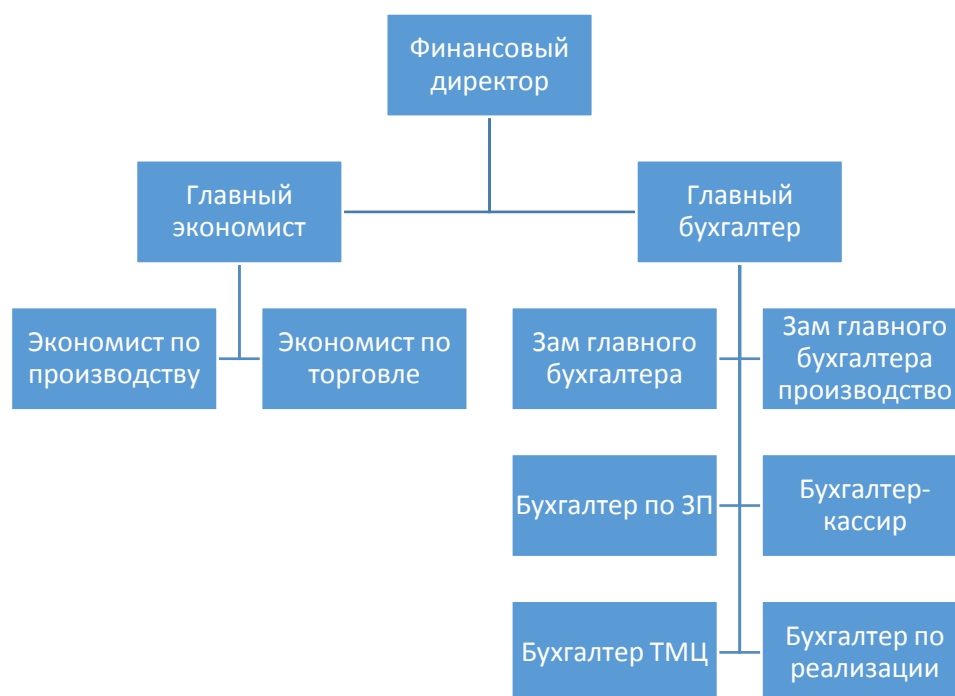 Финансовый
директор
Главный
экономист
Главный
бухгалтер
Экономист по
производству
Экономист по
торговле
Зам главного
бухгалтера
Зам главного
бухгалтера
производство
Бухгалтер по ЗП
Бухгалтер-
кассир
Бухгалтер ТМЦ
Бухгалтер по
реализации